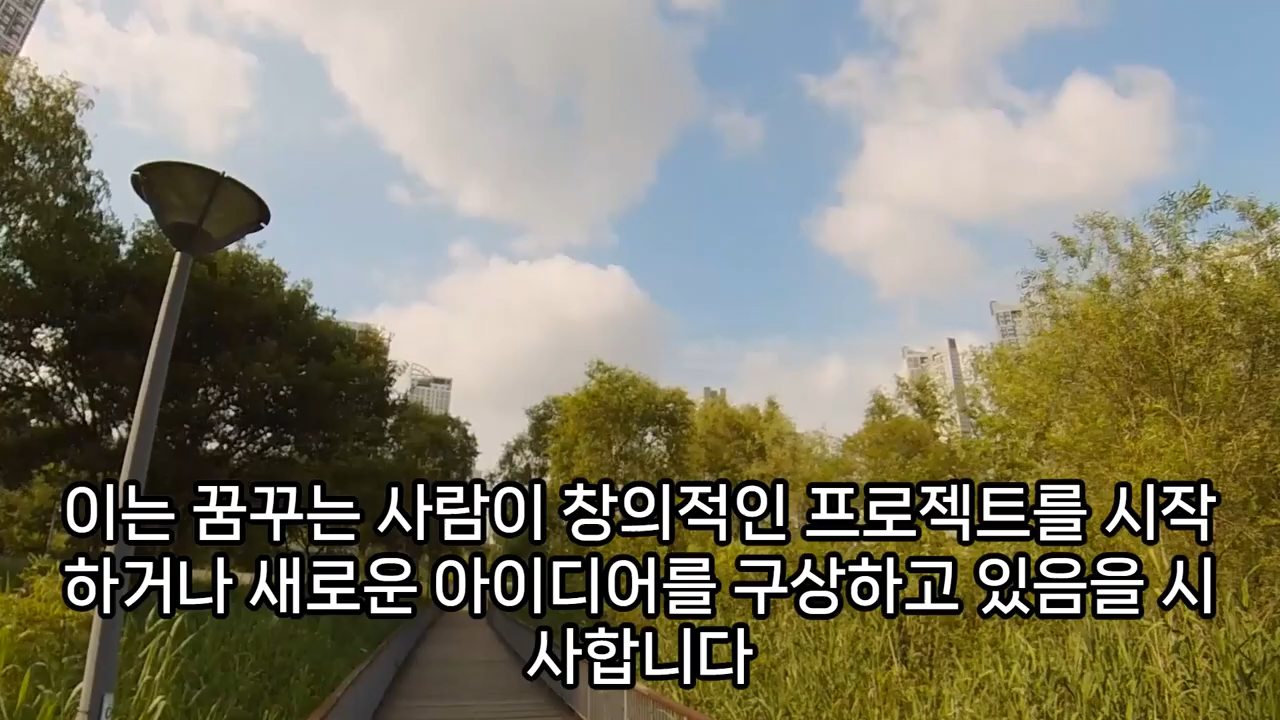 이는 꿈꾸는 사람이 창의적인 프로젝트를 시작
하거나 새로운 아이디어를 구상하고 있음을 시
사합니다